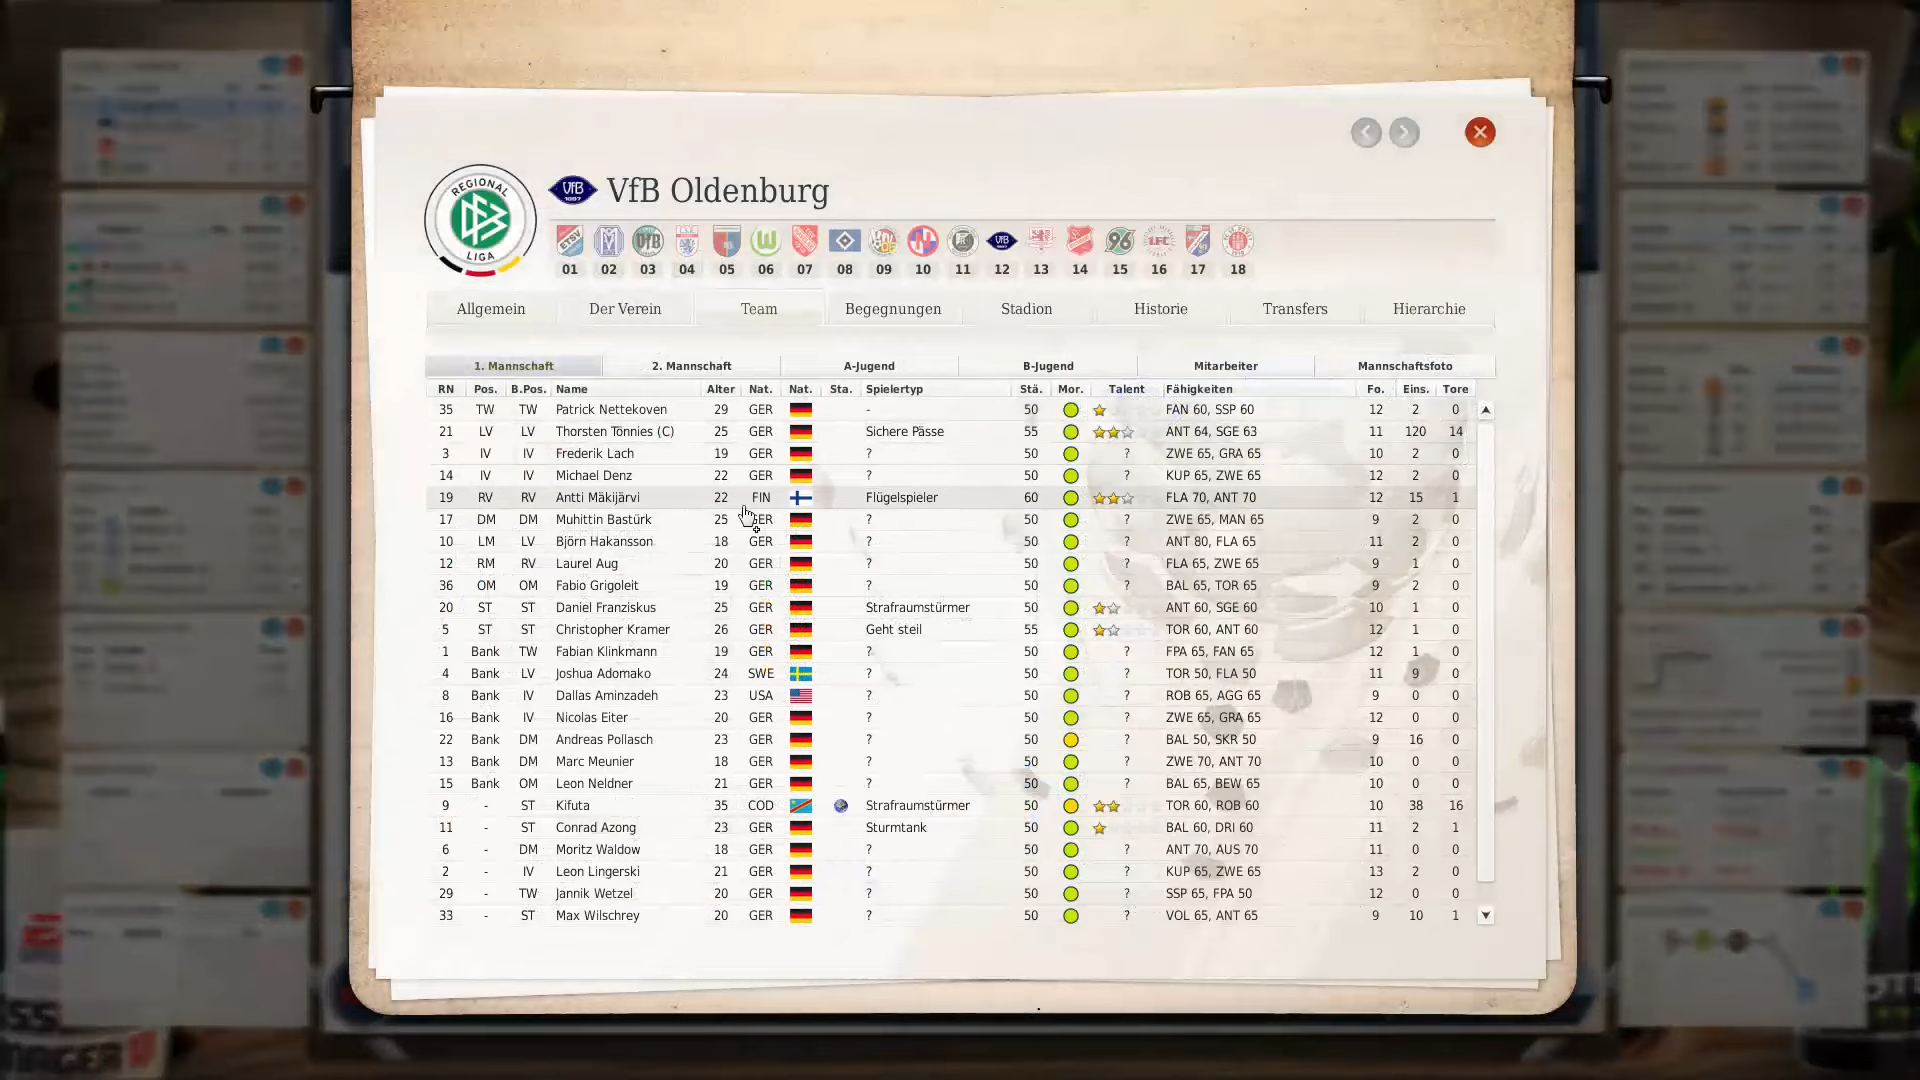 REGIONAL
LIGA
VfB Oldenburg
01 02 03 04 05 06 07 08 09 10 11 12 13 14 15 16 17 18
Allgemein Der Verein Team Begegnungen Stadion Historie Transfers Hierarchie
1. Mannschaft 2. Mannschaft A-Jugend B-Jugend Mitarbeiter Mannschaftsfoto
RN Pos. B.Pos. Name Alter Nat. Nat. Sta. Spielertyp Stä. Mor. Talent Fähigkeiten Fo. Eins. Tore
35 TW TW Patrick Nettekoven 29 GER - 50 FAN 60, SSP 60 12 2 0
21 LV LV Thorsten Tönnies (C) 25 GER Sichere Pässe 55 ANT 64, SGE 63 11 120 14
3 IV IV Frederik Lach 19 GER ? 50 ? ZWE 65, GRA 65 10 2 0
14 IV IV Michael Denz 22 GER ? 50 ? KUP 65, ZWE 65 12 2 0
19 RV RV Antti Mäkijärvi 22 FIN Flügelspieler 60 FLA 70, ANT 70 12 15 1
17 DM DM Muhittin Bastürk 25 GER ? 50 ? ZWE 65, MAN 65 9 2 0
10 LM LV Björn Hakansson 18 GER ? 50 ? ANT 80, FLA 65 11 2 0
12 RM RV Laurel Aug 20 GER ? 50 ? FLA 65, ZWE 65 9 1 0
36 OM OM Fabio Grigoleit 19 GER ? 50 ? BAL 65, TOR 65 9 2 0
20 ST ST Daniel Franziskus 25 GER Strafraumstürmer 50 ANT 60, SGE 60 10 1 0
5 ST ST Christopher Kramer 26 GER Geht steil 55 TOR 60, ANT 60 12 1 0
1 Bank TW Fabian Klinkmann 19 GER ? 50 ? FPA 65, FAN 65 12 1 0
4 Bank LV Joshua Adomako 24 SWE ? 50 ? TOR 50, FLA 50 11 9 0
8 Bank IV Dallas Aminzadeh 23 USA ? 50 ? ROB 65, AGG 65 9 0 0
16 Bank IV Nicolas Eiter 20 GER ? 50 ? ZWE 65, GRA 65 12 0 0
22 Bank DM Andreas Pollasch 23 GER ? 50 ? BAL 50, SKR 50 9 16 0
13 Bank DM Marc Meunier 18 GER ? 50 ? ZWE 70, ANT 70 10 0 0
15 Bank OM Leon Neldner 21 GER ? 50 ? BAL 65, BEW 65 10 0 0
9 - ST Kifuta 35 COD Strafraumstürmer 50 TOR 60, ROB 60 10 38 16
11 - ST Conrad Azong 23 GER Sturmtank 50 BAL 60, DRI 60 11 2 1
6 - DM Moritz Waldow 18 GER ? 50 ? ANT 70, AUS 70 11 0 0
2 - IV Leon Lingerski 21 GER ? 50 ? KUP 65, ZWE 65 13 2 0
29 - TW Jannik Wetzel 20 GER ? 50 ? SSP 65, FPA 50 12 0 0
33 - ST Max Wilschrey 20 GER ? 50 ? VOL 65, ANT 65 9 10 1